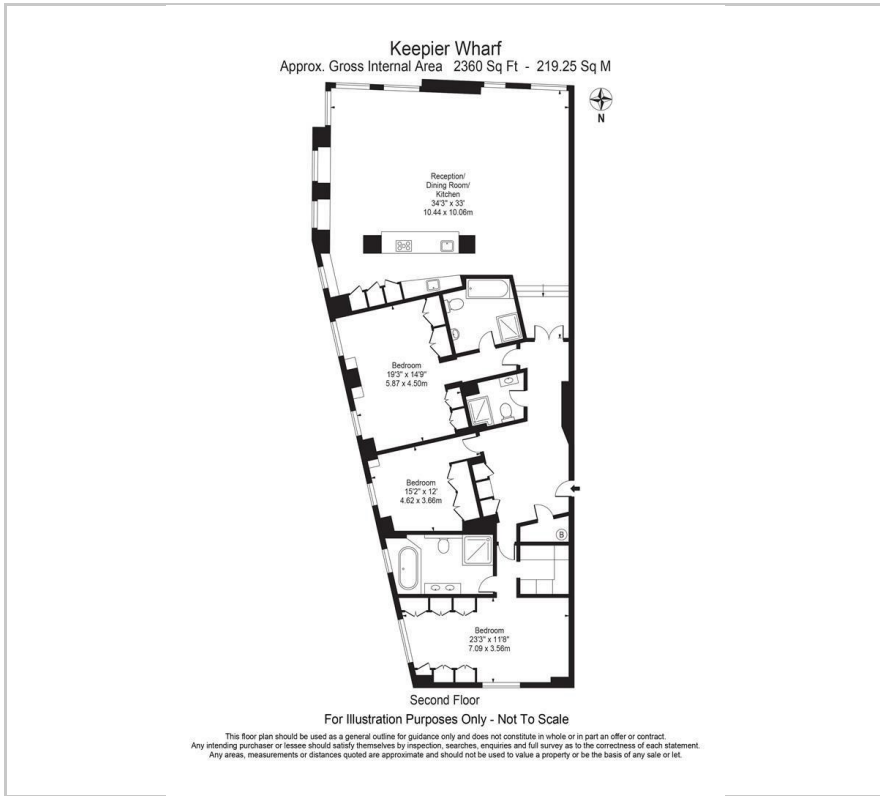 Keepier Wharf
Approx. Gross Internal Area 2360 Sq Ft - 219.25 Sq M
N
Reception/
Dining Room/
Kitchen
34'3" x 33'
10.44 x 10.06m
Bedroom
19'3" x 14'9"
5.87 x 4.50m
Bedroom
15'2" x 12'
4.62 x 3.66m
B
Bedroom
23'3" x 11'8"
7.09 x 3.56m
Second Floor
For Illustration Purposes Only - Not To Scale
This floor plan should be used as a general outline for guidance only and does not constitute in whole or in part an offer or contract.
Any intending purchaser or lessee should satisfy themselves by inspection, searches, enquiries and full survey as to the correctness of each statement.
Any areas, measurements or distances quoted are approximate and should not be used to value a property or be the basis of any sale or let.